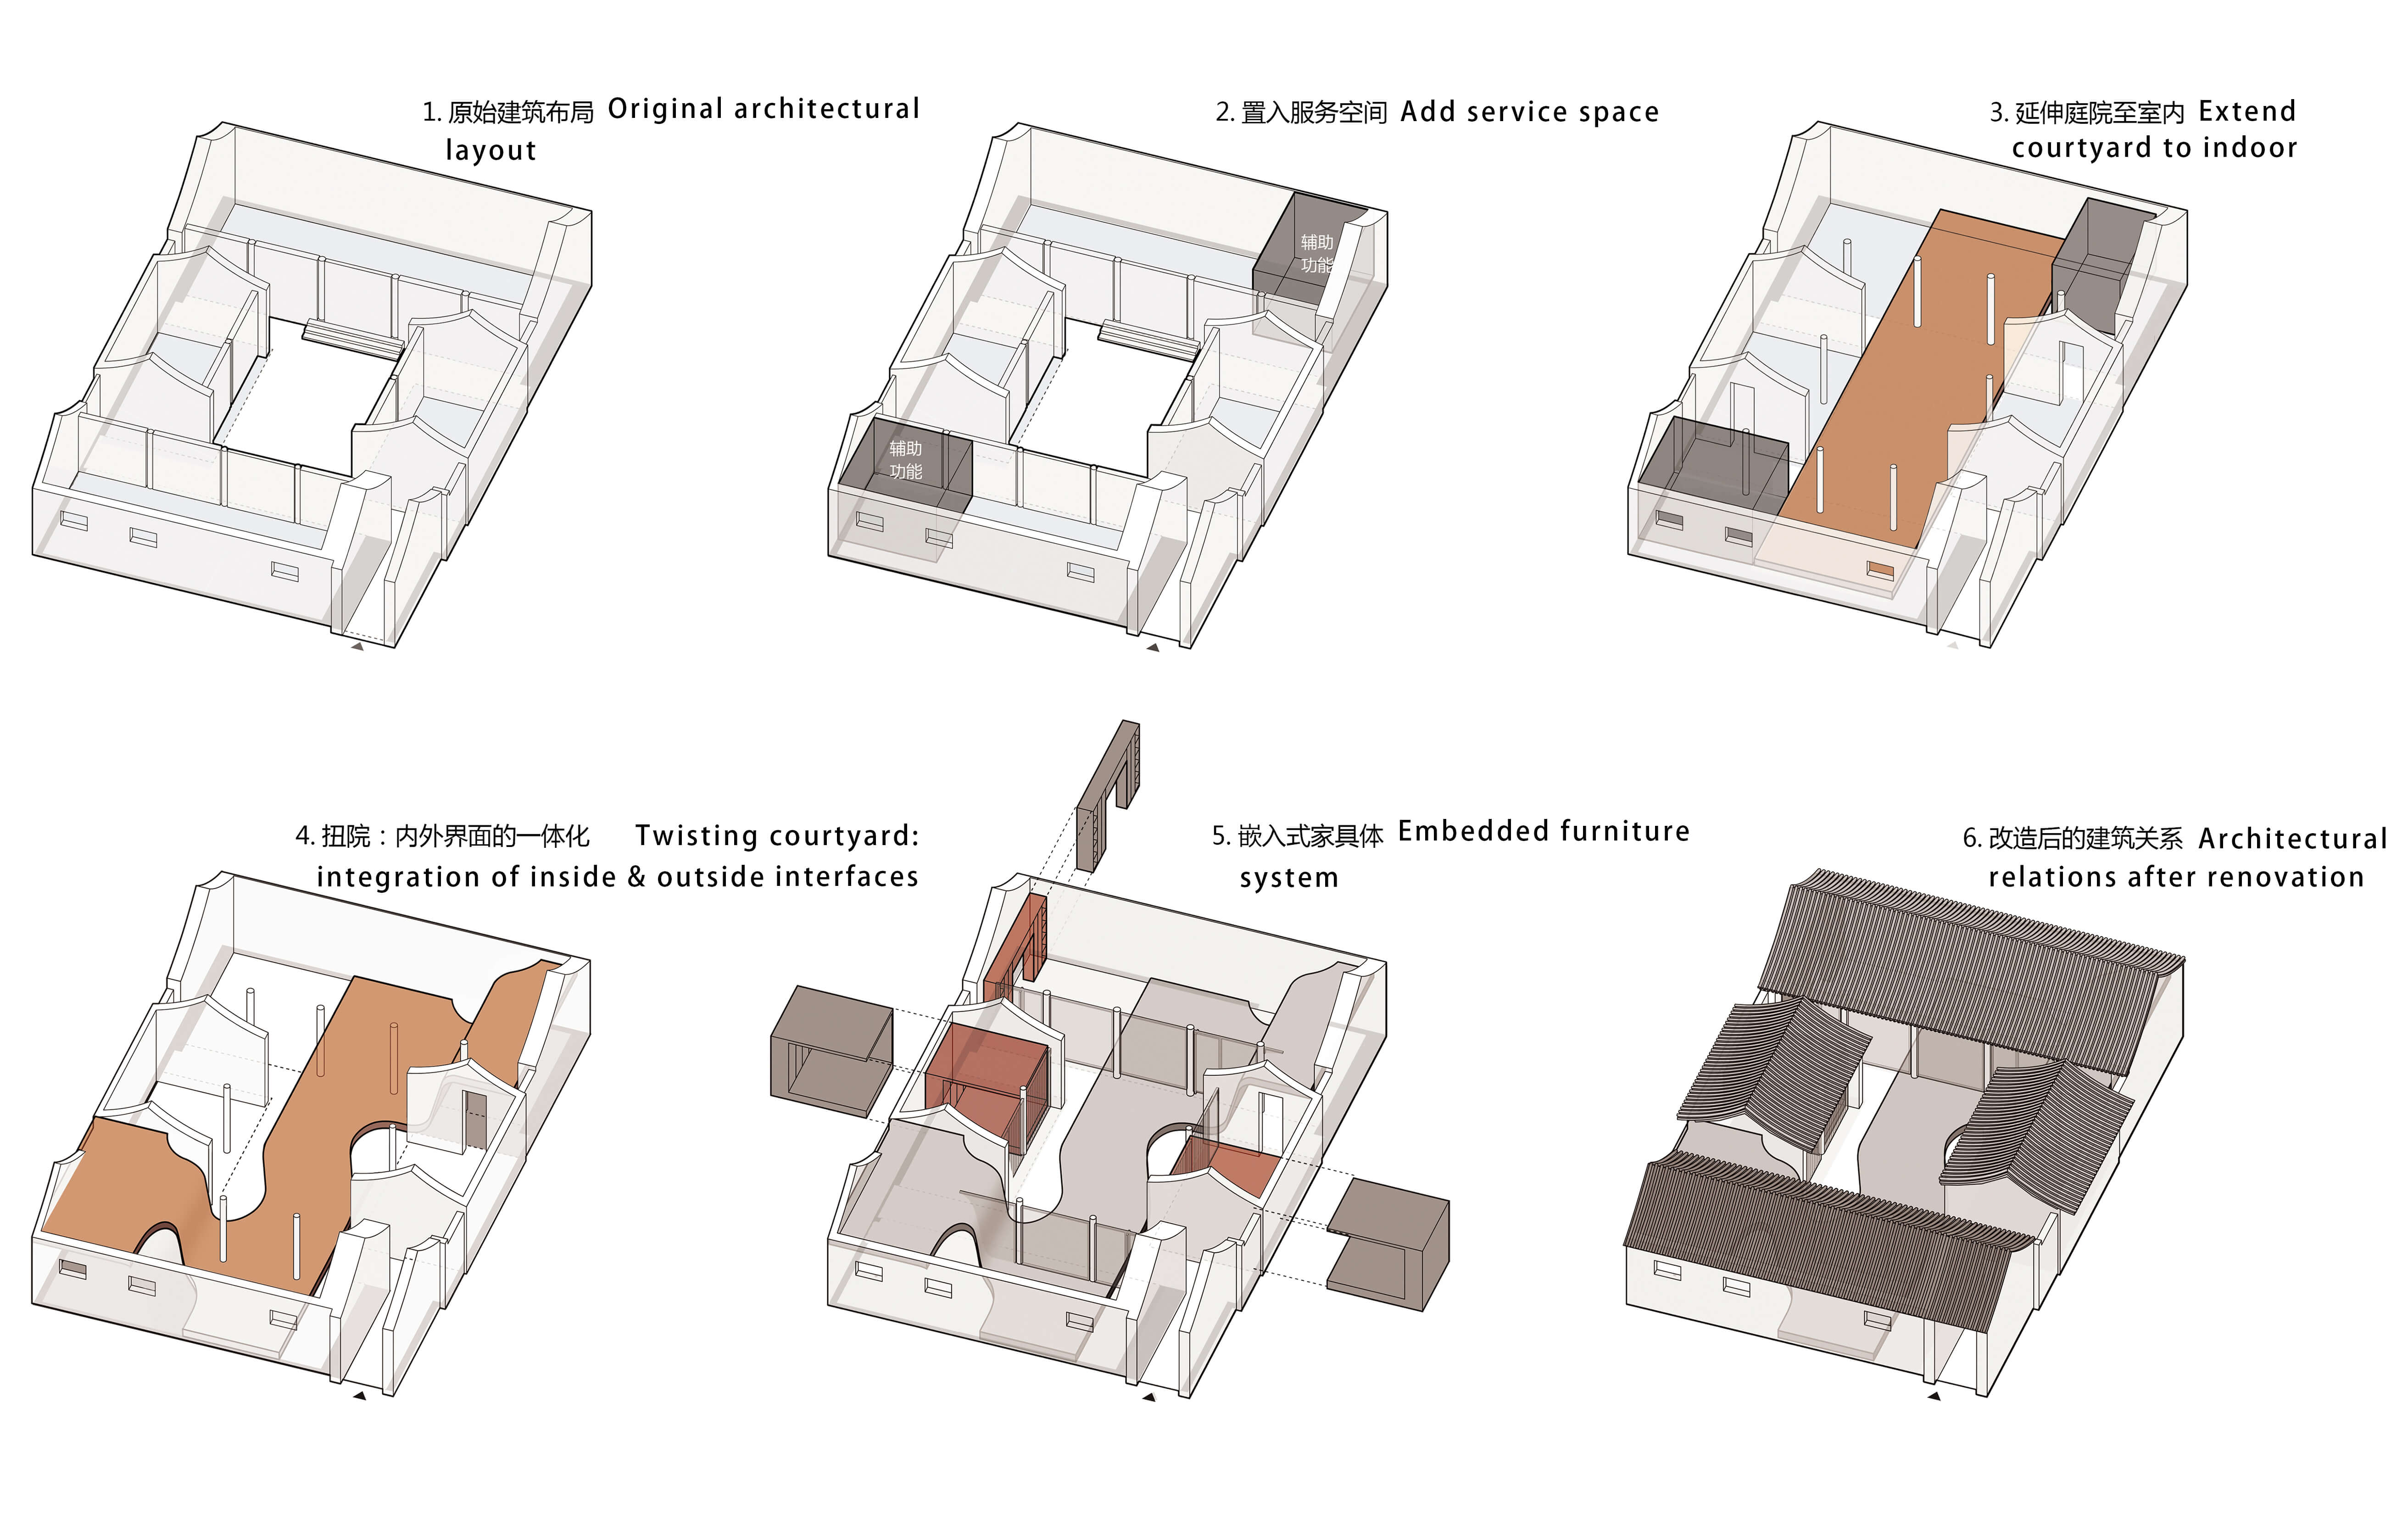 1. 原始建筑布局 Original architectural
layout
2. 置入服务空间 Add service space
辅助
功能
辅助
功能
3. 延伸庭院至室内 Extend
courtyard to indoor
4. 扭院：内外界面的一体化 Twisting courtyard:
integration of inside & outside interfaces
5. 嵌入式家具体 Embedded furniture
system
6. 改造后的建筑关系 Architectural
relations after renovation